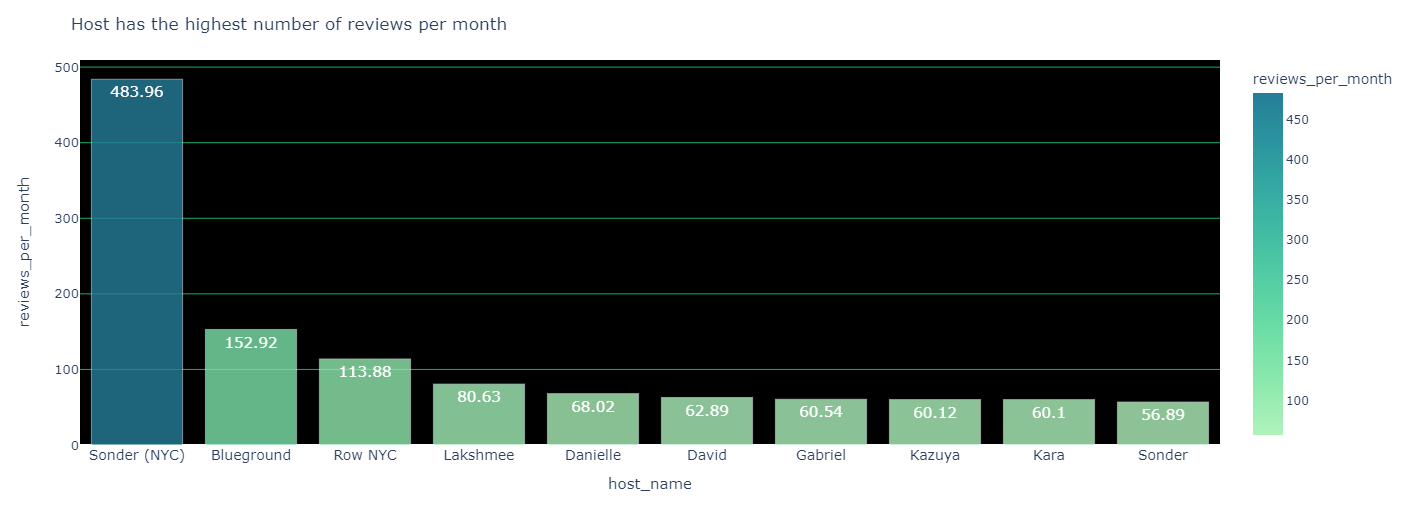 Host has the highest number of reviews per month
reviews_per_month
500
400
300
200
100
0
483.96
152.92
113.88
80.63
68.02
62.89
60.54
60.12
60.1
56.89
Sonder (NYC)
Blueground
Row NYC
Lakshmee
Danielle
David
Gabriel
Kazuya
Kara
Sonder
host_name
reviews_per_month
450
400
350
300
250
200
150
100